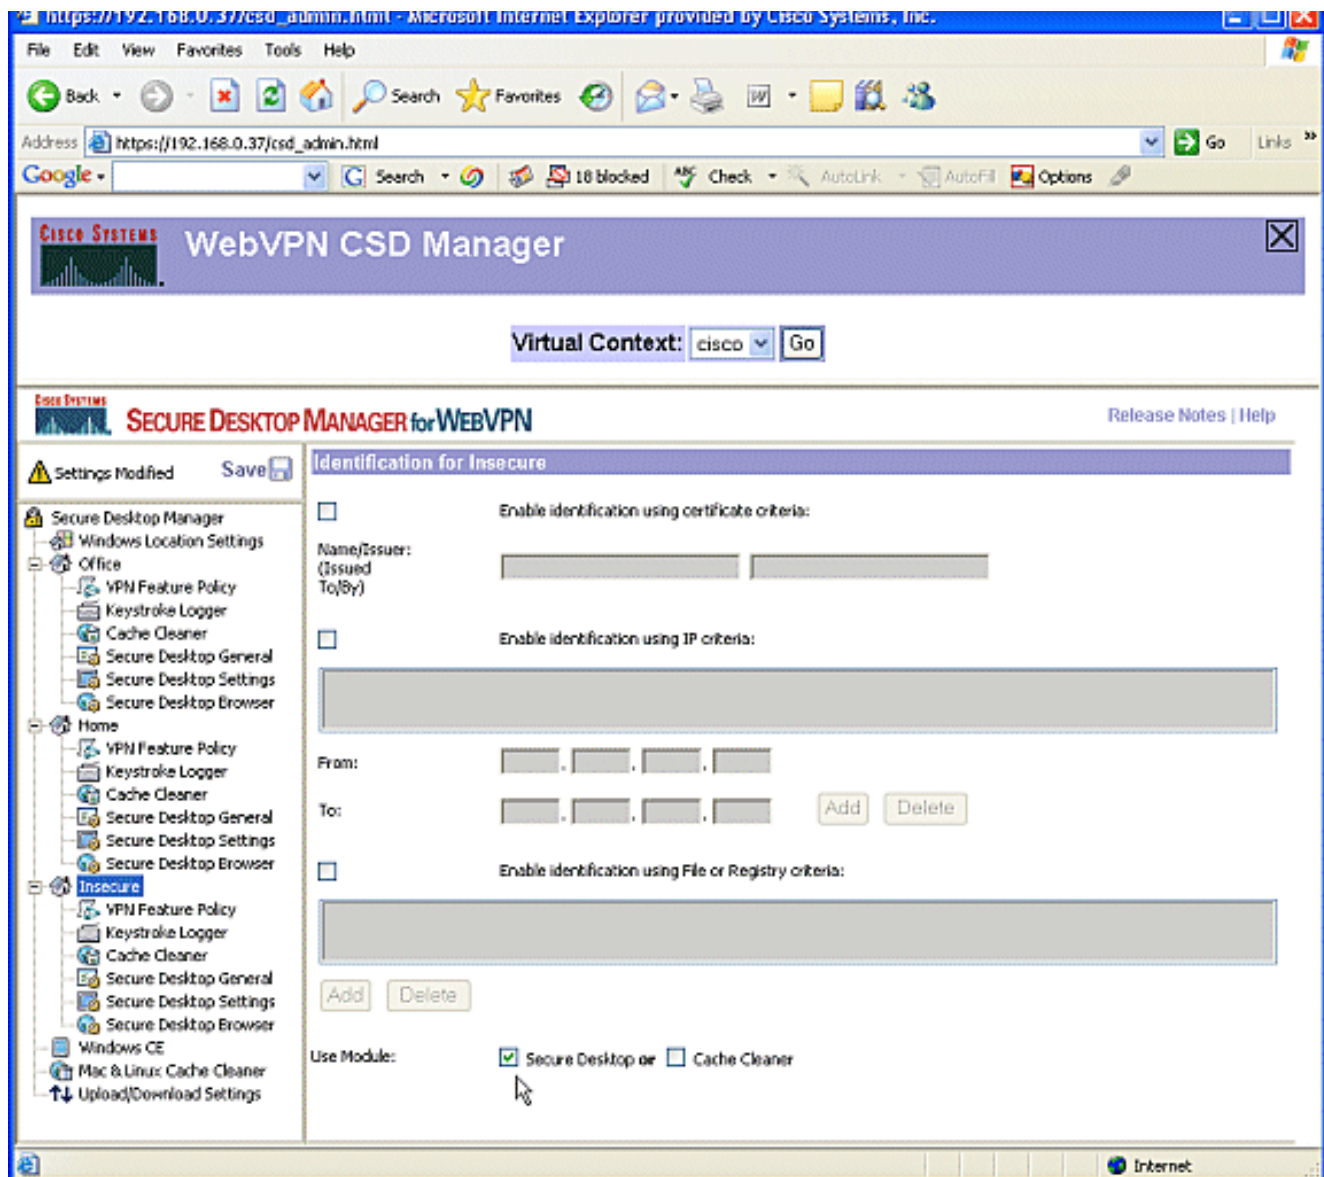 https://192.168.0.37/csd_admin.html - Microsoft Internet Explorer provided by Cisco Systems, Inc.
File Edit View Favorites Tools Help
Back Search Favorites
Address https://192.168.0.37/csd_admin.html Go Links »
Google Search 18 blocked ABC Check AutoLink AutoFill Options
CISCO SYSTEMS WebVPN CSD Manager
Virtual Context: cisco Go
CISCO SYSTEMS SECURE DESKTOP MANAGER for WEBVPN Release Notes | Help
Settings Modified Save
Secure Desktop Manager
Windows Location Settings
Office
VPN Feature Policy
Keystroke Logger
Cache Cleaner
Secure Desktop General
Secure Desktop Settings
Secure Desktop Browser
Home
VPN Feature Policy
Keystroke Logger
Cache Cleaner
Secure Desktop General
Secure Desktop Settings
Secure Desktop Browser
Insecure
VPN Feature Policy
Keystroke Logger
Cache Cleaner
Secure Desktop General
Secure Desktop Settings
Secure Desktop Browser
Windows CE
Mac & Linux Cache Cleaner
Upload/Download Settings
Identification for Insecure
Enable identification using certificate criteria:
Name/Issuer:
(Issued
To/By)
Enable identification using IP criteria:
From: . . .
To: . . . Add Delete
Enable identification using File or Registry criteria:
Add Delete
Use Module: Secure Desktop or Cache Cleaner
Internet